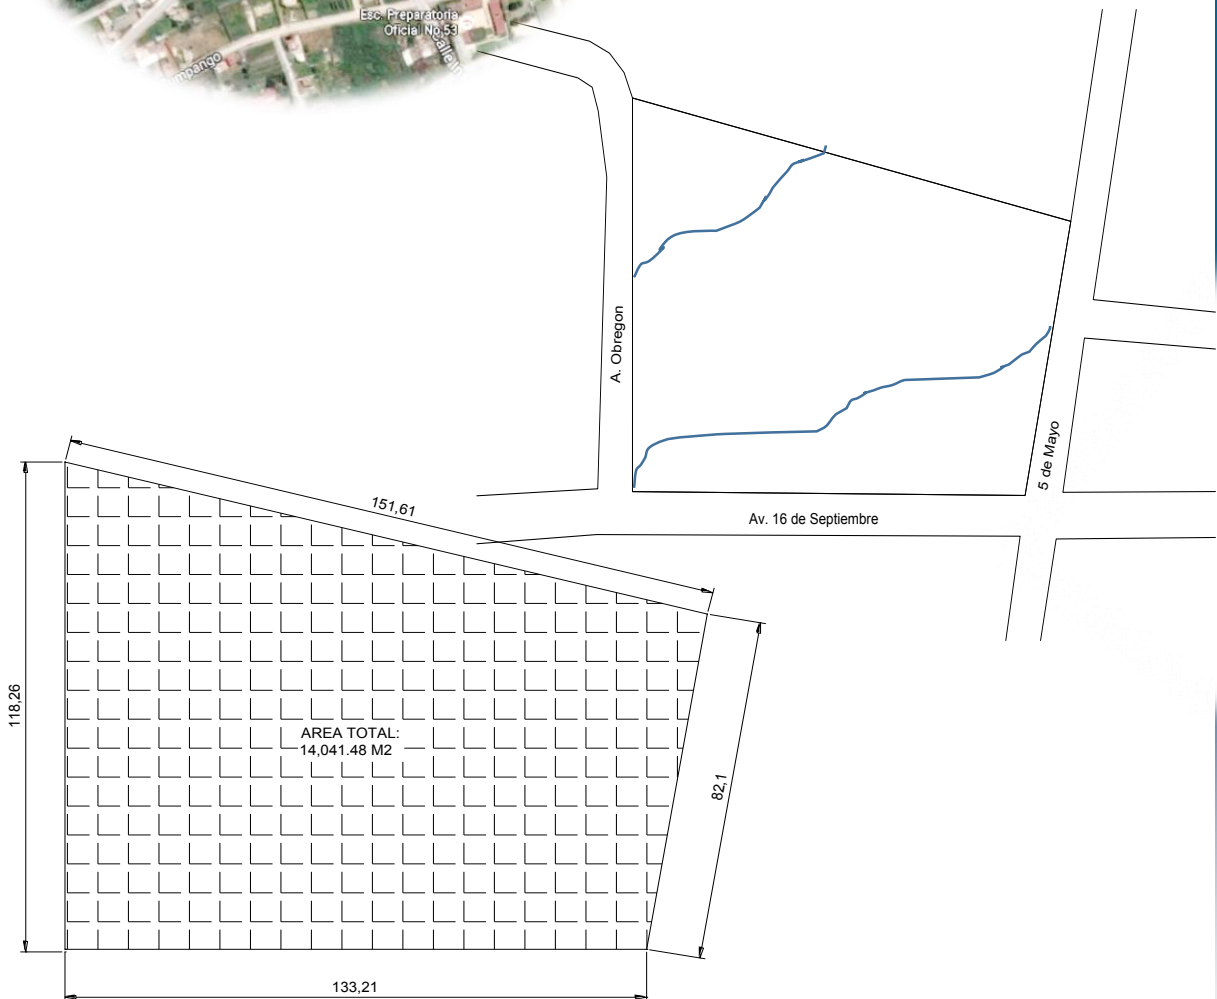 Esc. Preparatoria
Oficial No.53
A. Obregon
5 de Mayo
Av. 16 de Septiembre
151,61
118,26
AREA TOTAL:
14,041.48 M2
82,1
133,21